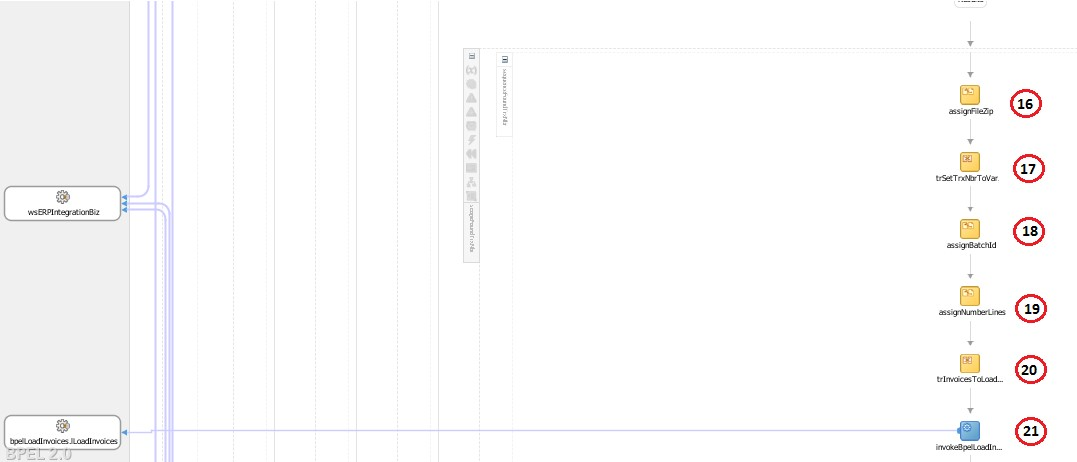 assignFileZip
16
trSetTrxNbrToVar
17
wsERPIntegrationBiz
assignBatchId
18
assignNumberLines
19
trInvoicesToLoad...
20
bpelLoadInvoices.lLoadInvoices
BPEL 2.0
invokeBpelLoadIn...
21